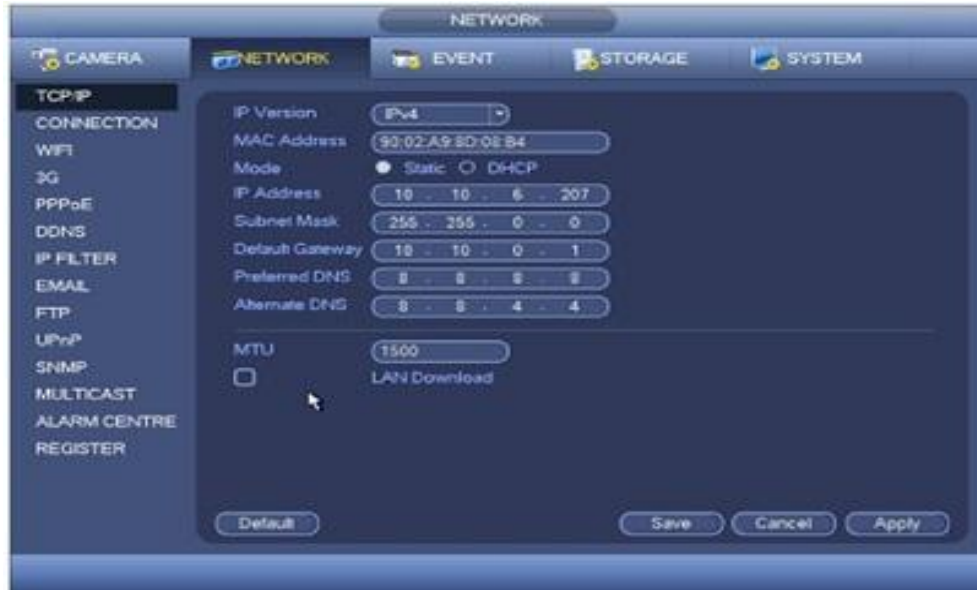 NETWORK
CAMERA NETWORK EVENT STORAGE SYSTEM
TCP/IP
CONNECTION
WIFI
3G
PPPoE
DDNS
IP FILTER
EMAIL
FTP
UPnP
SNMP
MULTICAST
ALARM CENTRE
REGISTER
IP Version IPv4
MAC Address 90:02:A9:8D:08:B4
Mode Static DHCP
IP Address 10 . 10 . 6 . 207
Subnet Mask 255 . 255 . 0 . 0
Default Gateway 10 . 10 . 0 . 1
Preferred DNS 8 . 8 . 8 . 8
Alternate DNS 8 . 8 . 4 . 4
MTU 1500
LAN Download
Default Save Cancel Apply